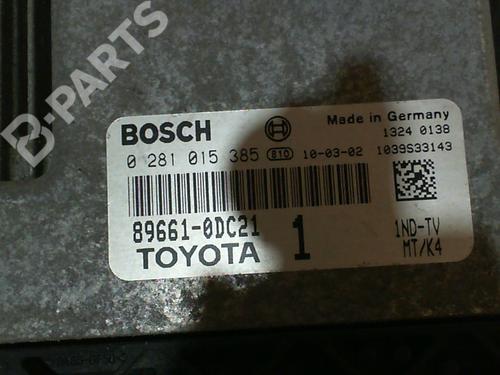 B-PARTS
BOSCH
Made in Germany
1324 0138
0 281 015 385 810 10-03-02 1039S33143
89661-0DC21
TOYOTA
1
1ND-TV
MT/K4